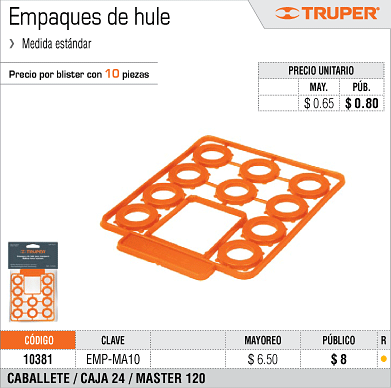 Empaques de hule
TRUPER®
› Medida estándar
Precio por blister con 10 piezas
PRECIO UNITARIO
MAY. PÚB.
$ 0.65 $ 0.80
TRUPER
CÓDIGO CLAVE MAYOREO PÚBLICO R
10381 EMP-MA10 $ 6.50 $ 8
CABALLETE / CAJA 24 / MASTER 120